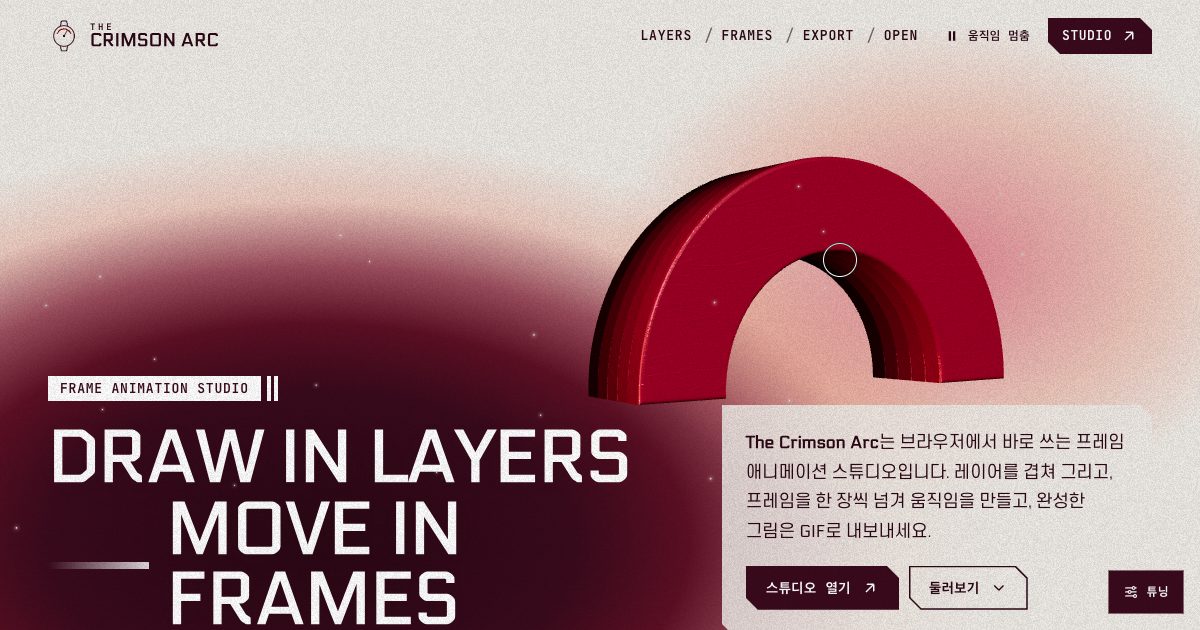 THE
CRIMSON ARC
LAYERS / FRAMES / EXPORT / OPEN
움직임 멈춤
STUDIO
FRAME ANIMATION STUDIO
DRAW IN LAYERS
MOVE IN
FRAMES
The Crimson Arc는 브라우저에서 바로 쓰는 프레임
애니메이션 스튜디오입니다. 레이어를 겹쳐 그리고,
프레임을 한 장씩 넘겨 움직임을 만들고, 완성한
그림은 GIF로 내보내세요.
스튜디오 열기
둘러보기
튜닝